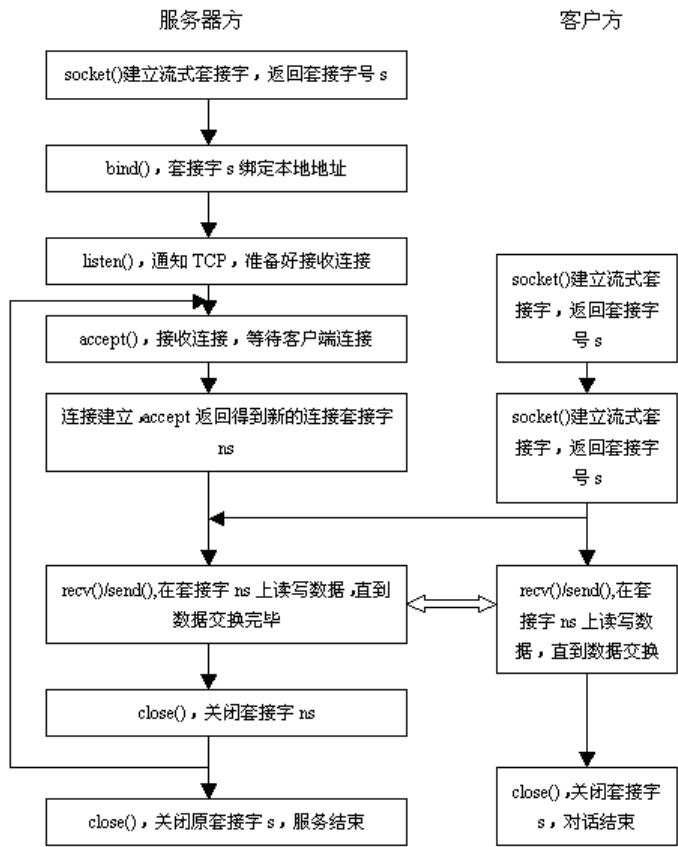 服务器方
客户方
socket()建立流式套接字，返回套接字号 s
bind()，套接字 s 绑定本地地址
listen()，通知 TCP，准备好接收连接
accept()，接收连接，等待客户端连接
连接建立，accept 返回得到新的连接套接字
ns
recv()/send(),在套接字 ns 上读写数据，直到
数据交换完毕
close()，关闭套接字 ns
close()，关闭原套接字 s，服务结束
socket()建立流式套
接字，返回套接字
号 s
socket()建立流式套
接字，返回套接字
号 s
recv()/send(),在套
接字 ns 上读写数
据，直到数据交换
close()，关闭套接字
s，对话结束